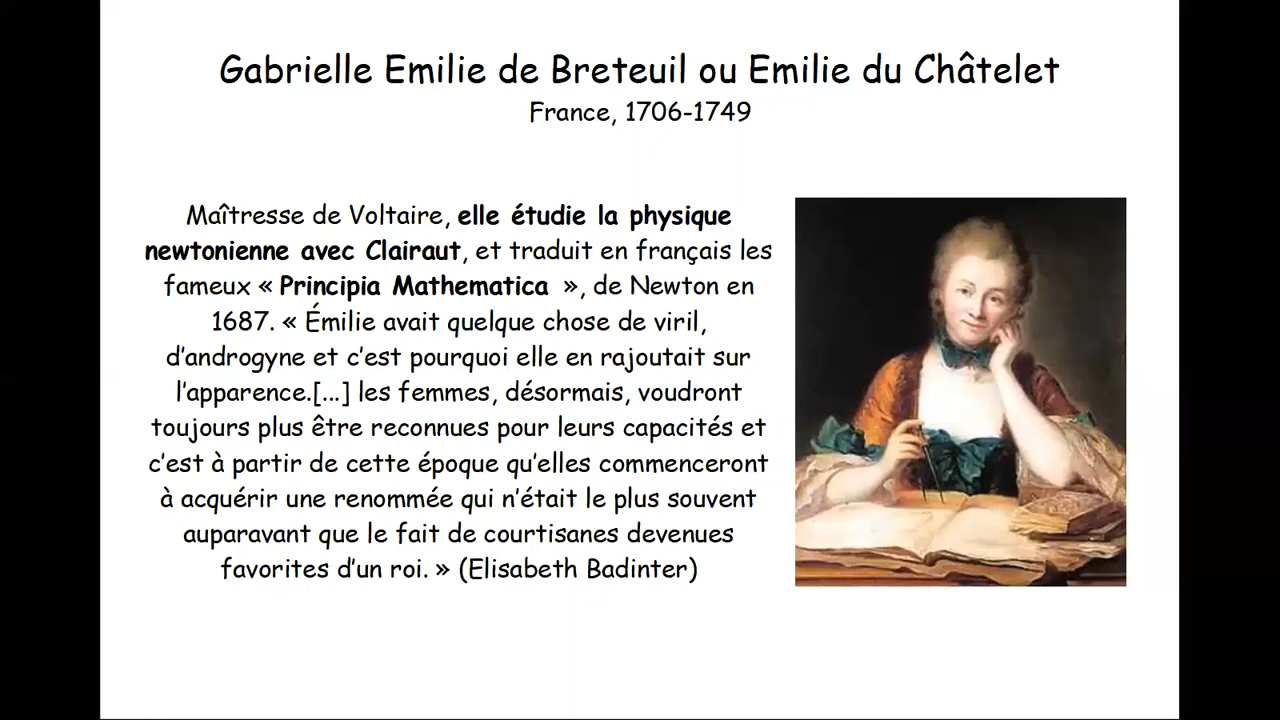 Gabrielle Emilie de Breteuil ou Emilie du Châtelet
France, 1706-1749
Maîtresse de Voltaire, elle étudie la physique
newtonienne avec Clairaut, et traduit en français les
fameux « Principia Mathematica », de Newton en
1687. « Émilie avait quelque chose de viril,
d’androgyne et c’est pourquoi elle en rajoutait sur
l’apparence.[...] les femmes, désormais, voudront
toujours plus être reconnues pour leurs capacités et
c’est à partir de cette époque qu’elles commenceront
à acquérir une renommée qui n’était le plus souvent
auparavant que le fait de courtisanes devenues
favorites d’un roi. » (Elisabeth Badinter)